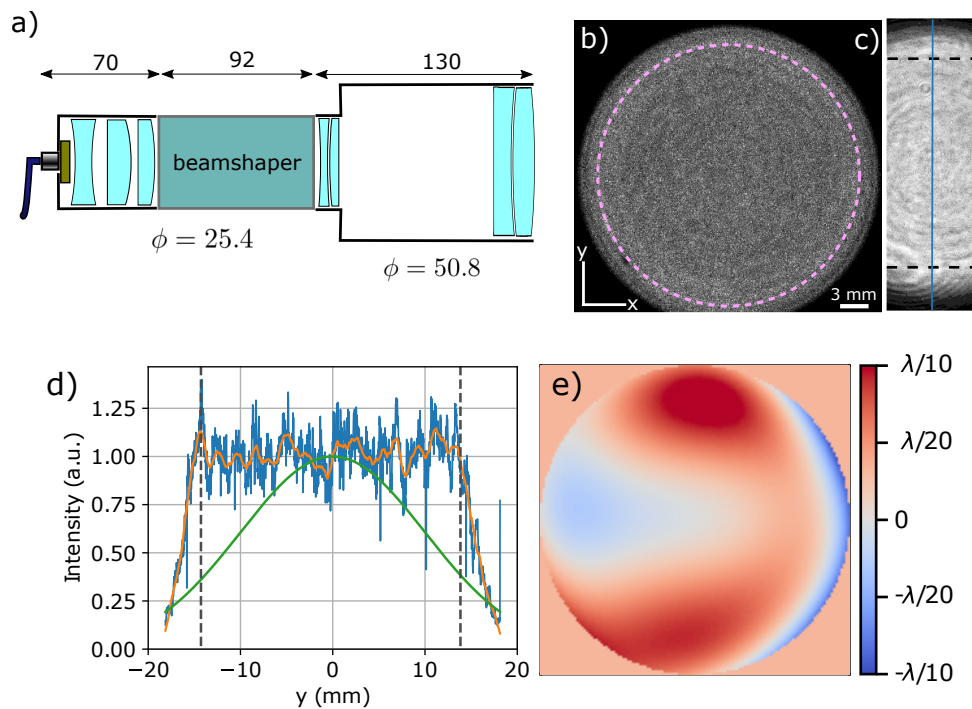 a)
70
92
130
beamshaper
ϕ = 25.4
ϕ = 50.8
b)
y
x
3 mm
c)
d)
Intensity (a.u.)
1.25
1.00
0.75
0.50
0.25
0.00
−20
−10
0
10
20
y (mm)
e)
λ/10
λ/20
0
-λ/20
-λ/10